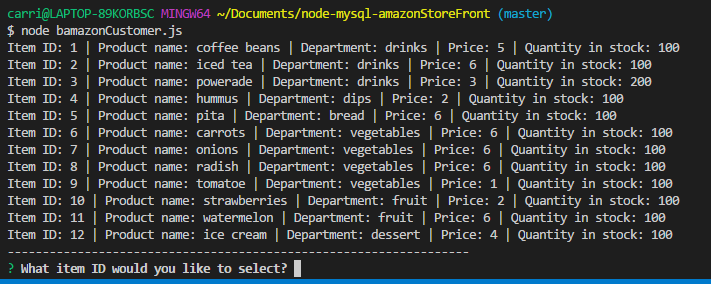 carri@LAPTOP-89KORBSC MINGW64 ~/Documents/node-mysql-amazonStoreFront (master)
$ node bamazonCustomer.js
Item ID: 1 | Product name: coffee beans | Department: drinks | Price: 5 | Quantity in stock: 100
Item ID: 2 | Product name: iced tea | Department: drinks | Price: 6 | Quantity in stock: 100
Item ID: 3 | Product name: powerade | Department: drinks | Price: 3 | Quantity in stock: 200
Item ID: 4 | Product name: hummus | Department: dips | Price: 2 | Quantity in stock: 100
Item ID: 5 | Product name: pita | Department: bread | Price: 6 | Quantity in stock: 100
Item ID: 6 | Product name: carrots | Department: vegetables | Price: 6 | Quantity in stock: 100
Item ID: 7 | Product name: onions | Department: vegetables | Price: 6 | Quantity in stock: 100
Item ID: 8 | Product name: radish | Department: vegetables | Price: 6 | Quantity in stock: 100
Item ID: 9 | Product name: tomatoe | Department: vegetables | Price: 1 | Quantity in stock: 100
Item ID: 10 | Product name: strawberries | Department: fruit | Price: 2 | Quantity in stock: 100
Item ID: 11 | Product name: watermelon | Department: fruit | Price: 6 | Quantity in stock: 100
Item ID: 12 | Product name: ice cream | Department: dessert | Price: 4 | Quantity in stock: 100
------------------------------------------------------------------
? What item ID would you like to select?